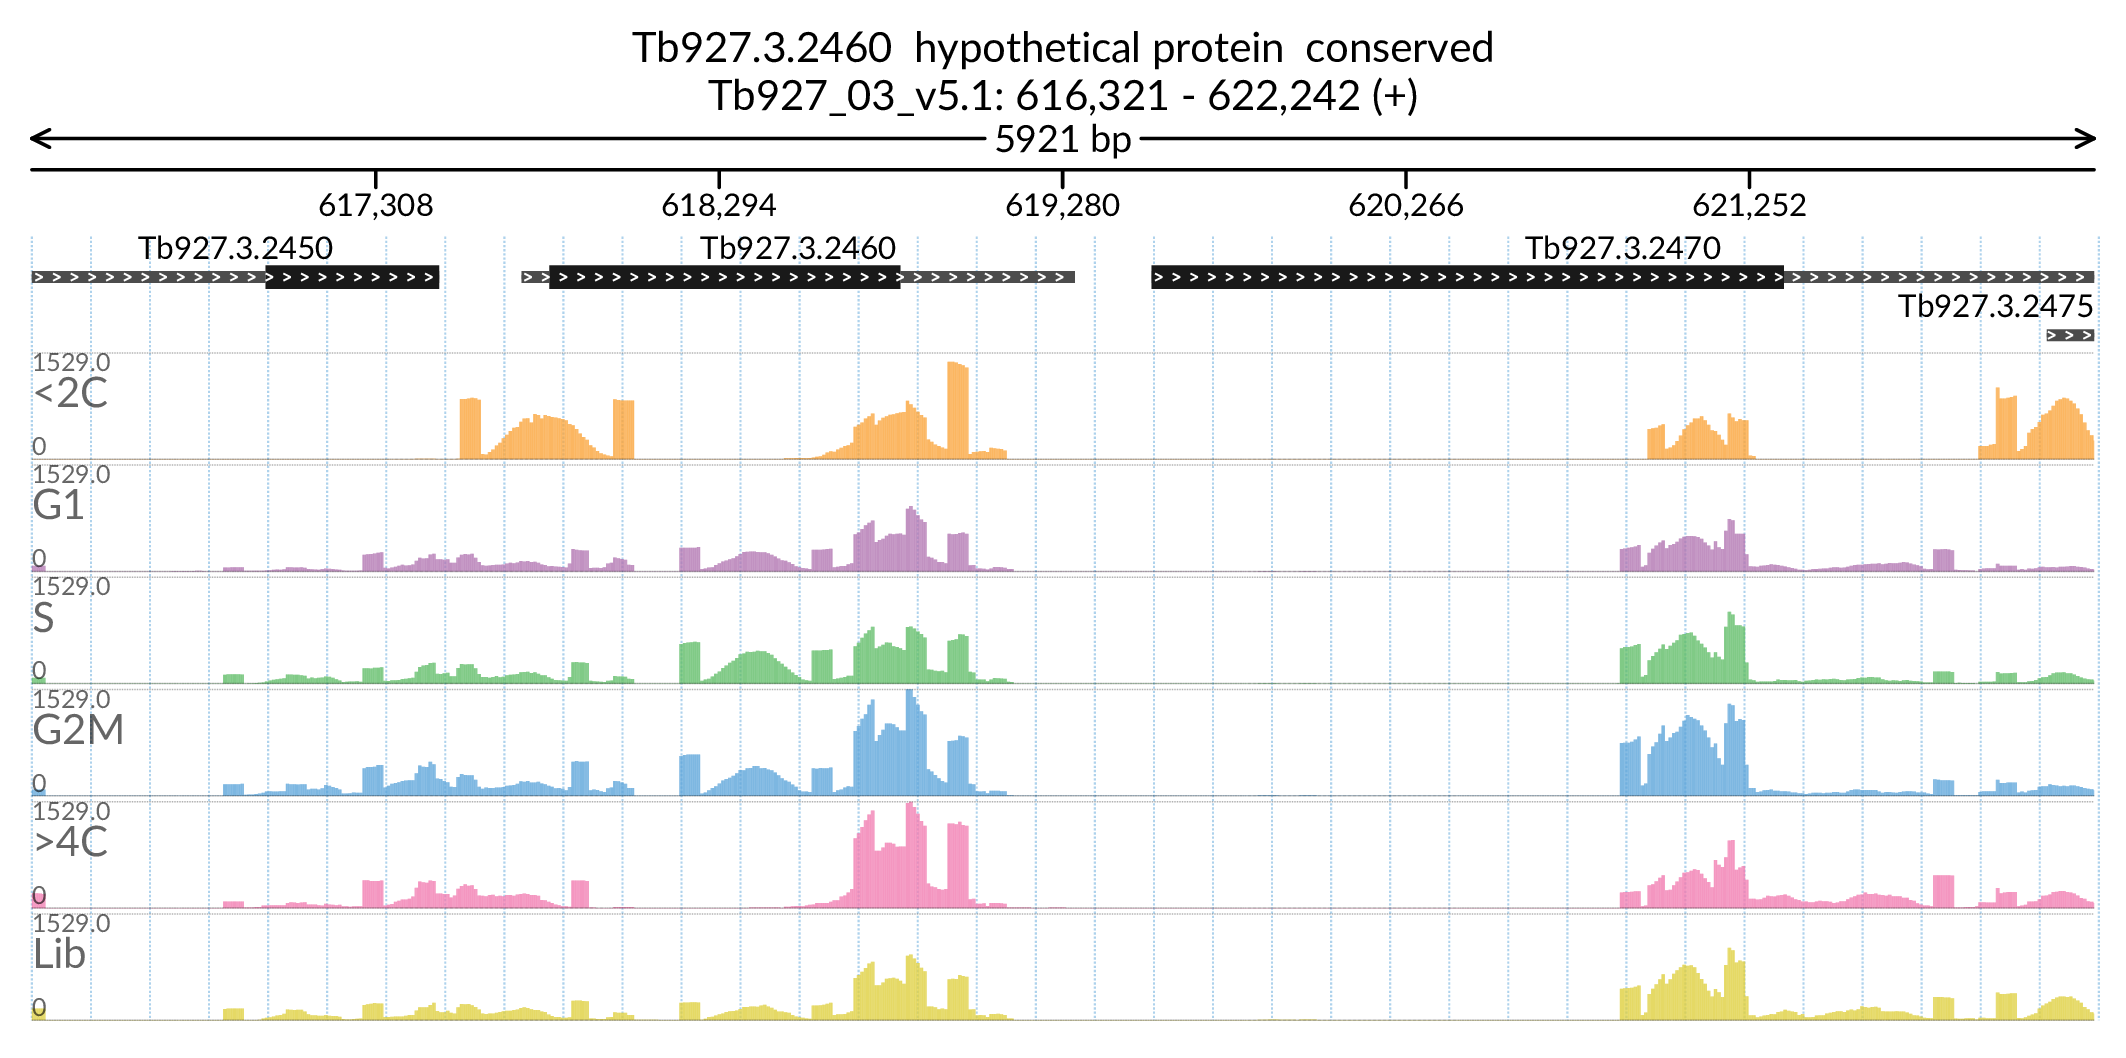 Tb927.3.2460  hypothetical protein  conserved
Tb927_03_v5.1: 616,321 - 622,242 (+)
5921 bp
617,308 618,294 619,280 620,266 621,252
Tb927.3.2450 Tb927.3.2460 Tb927.3.2470
Tb927.3.2475
1529.0
<2C
0
1529.0
G1
0
1529.0
S
0
1529.0
G2M
0
1529.0
>4C
0
1529.0
Lib
0